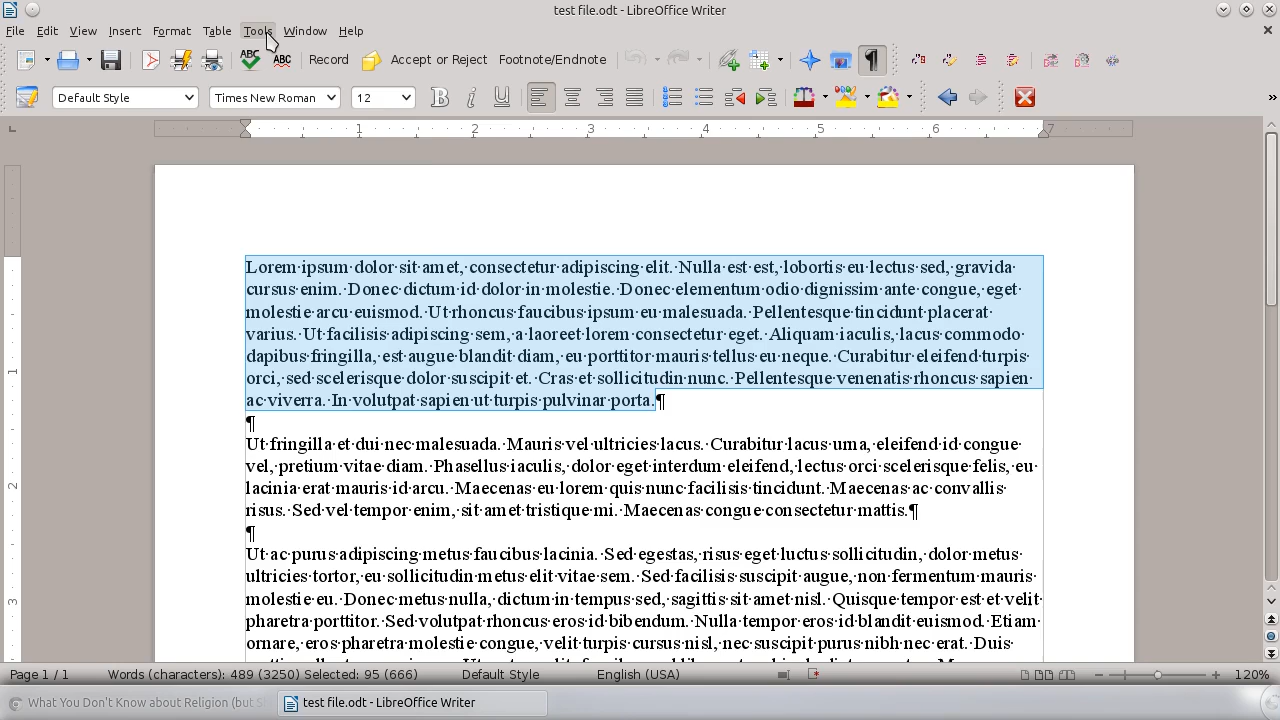 test file.odt - LibreOffice Writer
File Edit View Insert Format Table Tools Window Help
ABC ABC Record Accept or Reject Footnote/Endnote
Default Style Times New Roman 12 B i U
1 2 3 4 5 6 7
Lorem·ipsum·dolor·sit·amet,·consectetur·adipiscing·elit.·Nulla·est·est,·lobortis·eu·lectus·sed,·gravida·
cursus·enim.·Donec·dictum·id·dolor·in·molestie.·Donec·elementum·odio·dignissim·ante·congue,·eget·
molestie·arcu·euismod.·Ut·rhoncus·faucibus·ipsum·eu·malesuada.·Pellentesque·tincidunt·placerat·
varius.·Ut·facilisis·adipiscing·sem,·a·laoreet·lorem·consectetur·eget.·Aliquam·iaculis,·lacus·commodo·
dapibus·fringilla,·est·augue·blandit·diam,·eu·porttitor·mauris·tellus·eu·neque.·Curabitur·eleifend·turpis·
orci,·sed·scelerisque·dolor·suscipit·et.·Cras·et·sollicitudin·nunc.·Pellentesque·venenatis·rhoncus·sapien·
ac·viverra.·In·volutpat·sapien·ut·turpis·pulvinar·porta.¶
¶
Ut·fringilla·et·dui·nec·malesuada.·Mauris·vel·ultricies·lacus.·Curabitur·lacus·urna,·eleifend·id·congue·
vel,·pretium·vitae·diam.·Phasellus·iaculis,·dolor·eget·interdum·eleifend,·lectus·orci·scelerisque·felis,·eu·
lacinia·erat·mauris·id·arcu.·Maecenas·eu·lorem·quis·nunc·facilisis·tincidunt.·Maecenas·ac·convallis·
risus.·Sed·vel·tempor·enim,·sit·amet·tristique·mi.·Maecenas·congue·consectetur·mattis.¶
¶
Ut·ac·purus·adipiscing·metus·faucibus·lacinia.·Sed·egestas,·risus·eget·luctus·sollicitudin,·dolor·metus·
ultricies·tortor,·eu·sollicitudin·metus·elit·vitae·sem.·Sed·facilisis·suscipit·augue,·non·fermentum·mauris·
molestie·eu.·Donec·metus·nulla,·dictum·in·tempus·sed,·sagittis·sit·amet·nisl.·Quisque·tempor·est·et·velit·
pharetra·porttitor.·Sed·volutpat·rhoncus·eros·id·bibendum.·Nulla·tempor·eros·id·blandit·euismod.·Etiam·
ornare,·eros·pharetra·molestie·congue,·velit·turpis·cursus·nisl,·nec·suscipit·purus·nibh·nec·erat.·Duis·
1
2
3
Page 1 / 1 Words (characters): 489 (3250) Selected: 95 (666) Default Style English (USA) 120%
What You Don't Know about Religion (but S test file.odt - LibreOffice Writer